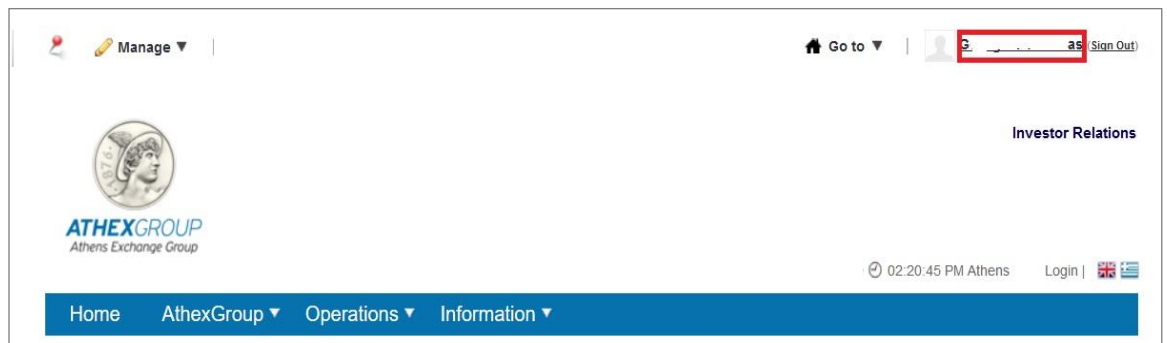 Manage ▼ | Go to ▼ | (Sign Out)
Investor Relations
1876
ATHEXGROUP
Athens Exchange Group
02:20:45 PM Athens Login |
Home AthexGroup ▼ Operations ▼ Information ▼